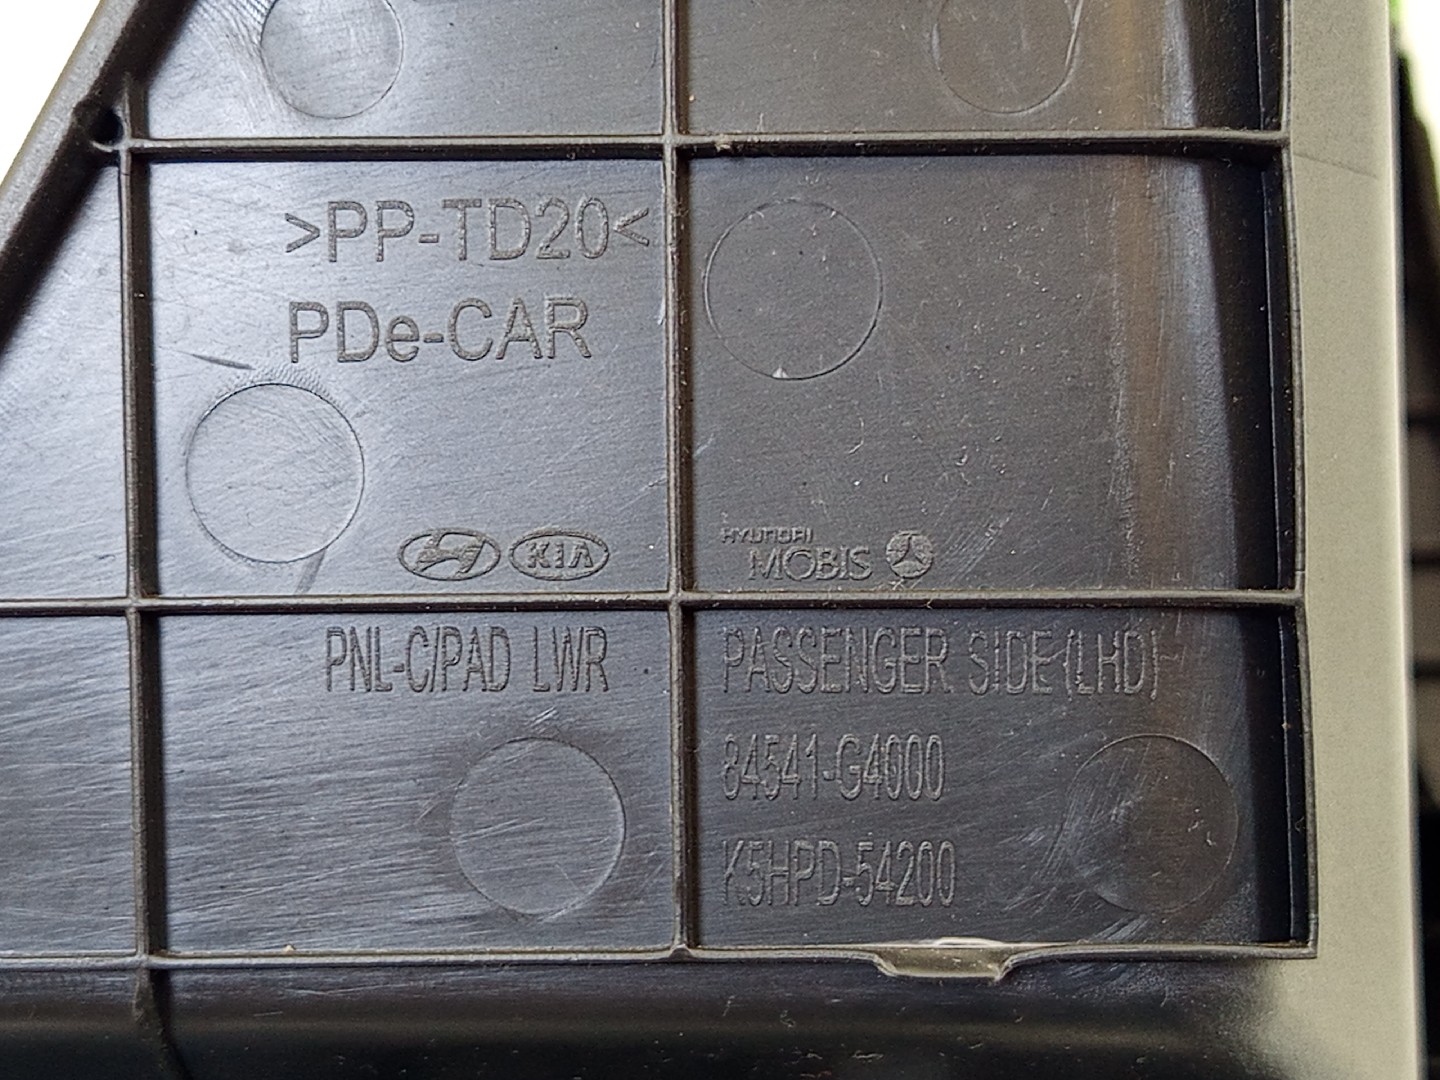 >PP-TD20<
PDe-CAR
KIA
HYUNDAI
MOBIS
PNL-C/PAD LWR
PASSENGER SIDE(LHD)
84541-G4000
K5HPD-54200